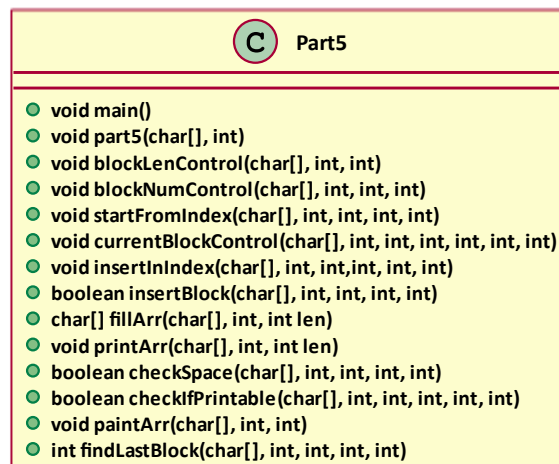 C Part5
void main()
void part5(char[], int)
void blockLenControl(char[], int, int)
void blockNumControl(char[], int, int, int)
void startFromIndex(char[], int, int, int, int)
void currentBlockControl(char[], int, int, int, int, int, int)
void insertInIndex(char[], int, int,int, int, int)
boolean insertBlock(char[], int, int, int, int)
char[] fillArr(char[], int, int len)
void printArr(char[], int, int len)
boolean checkSpace(char[], int, int, int, int)
boolean checkIfPrintable(char[], int, int, int, int, int)
void paintArr(char[], int, int)
int findLastBlock(char[], int, int, int, int)